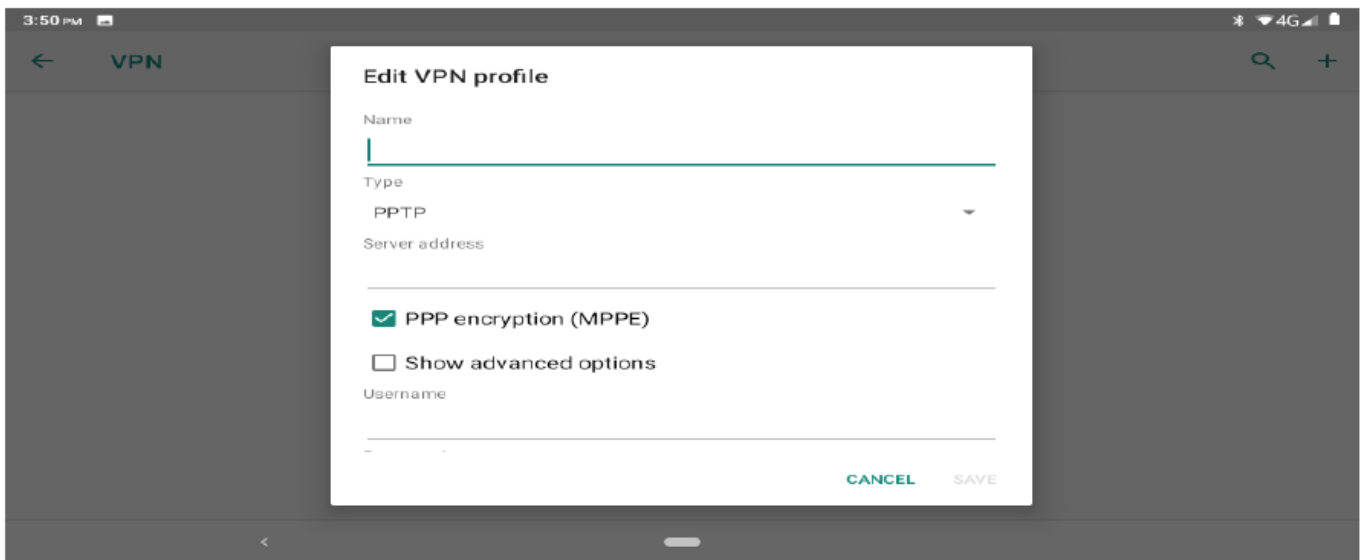 3:50 PM
4G
VPN
Edit VPN profile
Name
Type
PPTP
Server address
PPP encryption (MPPE)
Show advanced options
Username
CANCEL SAVE